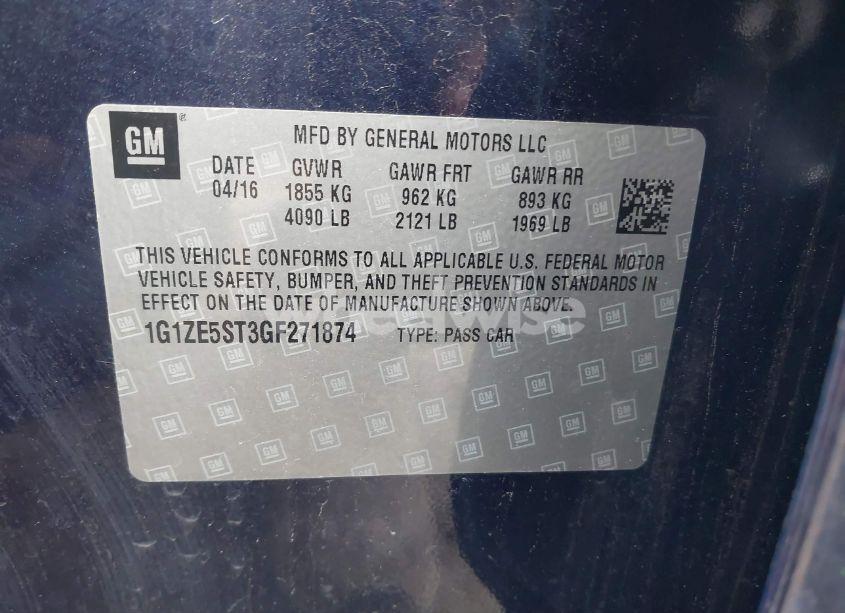 GM
MFD BY GENERAL MOTORS LLC
DATE GVWR GAWR FRT GAWR RR
04/16 1855 KG 962 KG 893 KG
4090 LB 2121 LB 1969 LB
THIS VEHICLE CONFORMS TO ALL APPLICABLE U.S. FEDERAL MOTOR
VEHICLE SAFETY, BUMPER, AND THEFT PREVENTION STANDARDS IN
EFFECT ON THE DATE OF MANUFACTURE SHOWN ABOVE.
1G1ZE5ST3GF271874 TYPE: PASS CAR